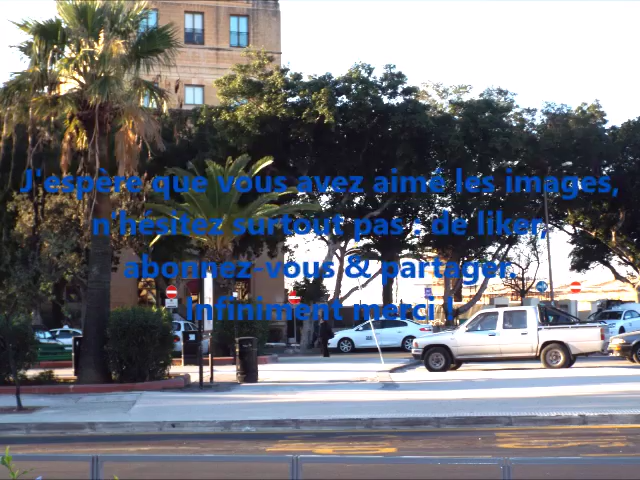 J'espère que vous avez aimé les images,
n'hésitez surtout pas : de liker,
abonnez-vous & partager.
Infiniment merci !